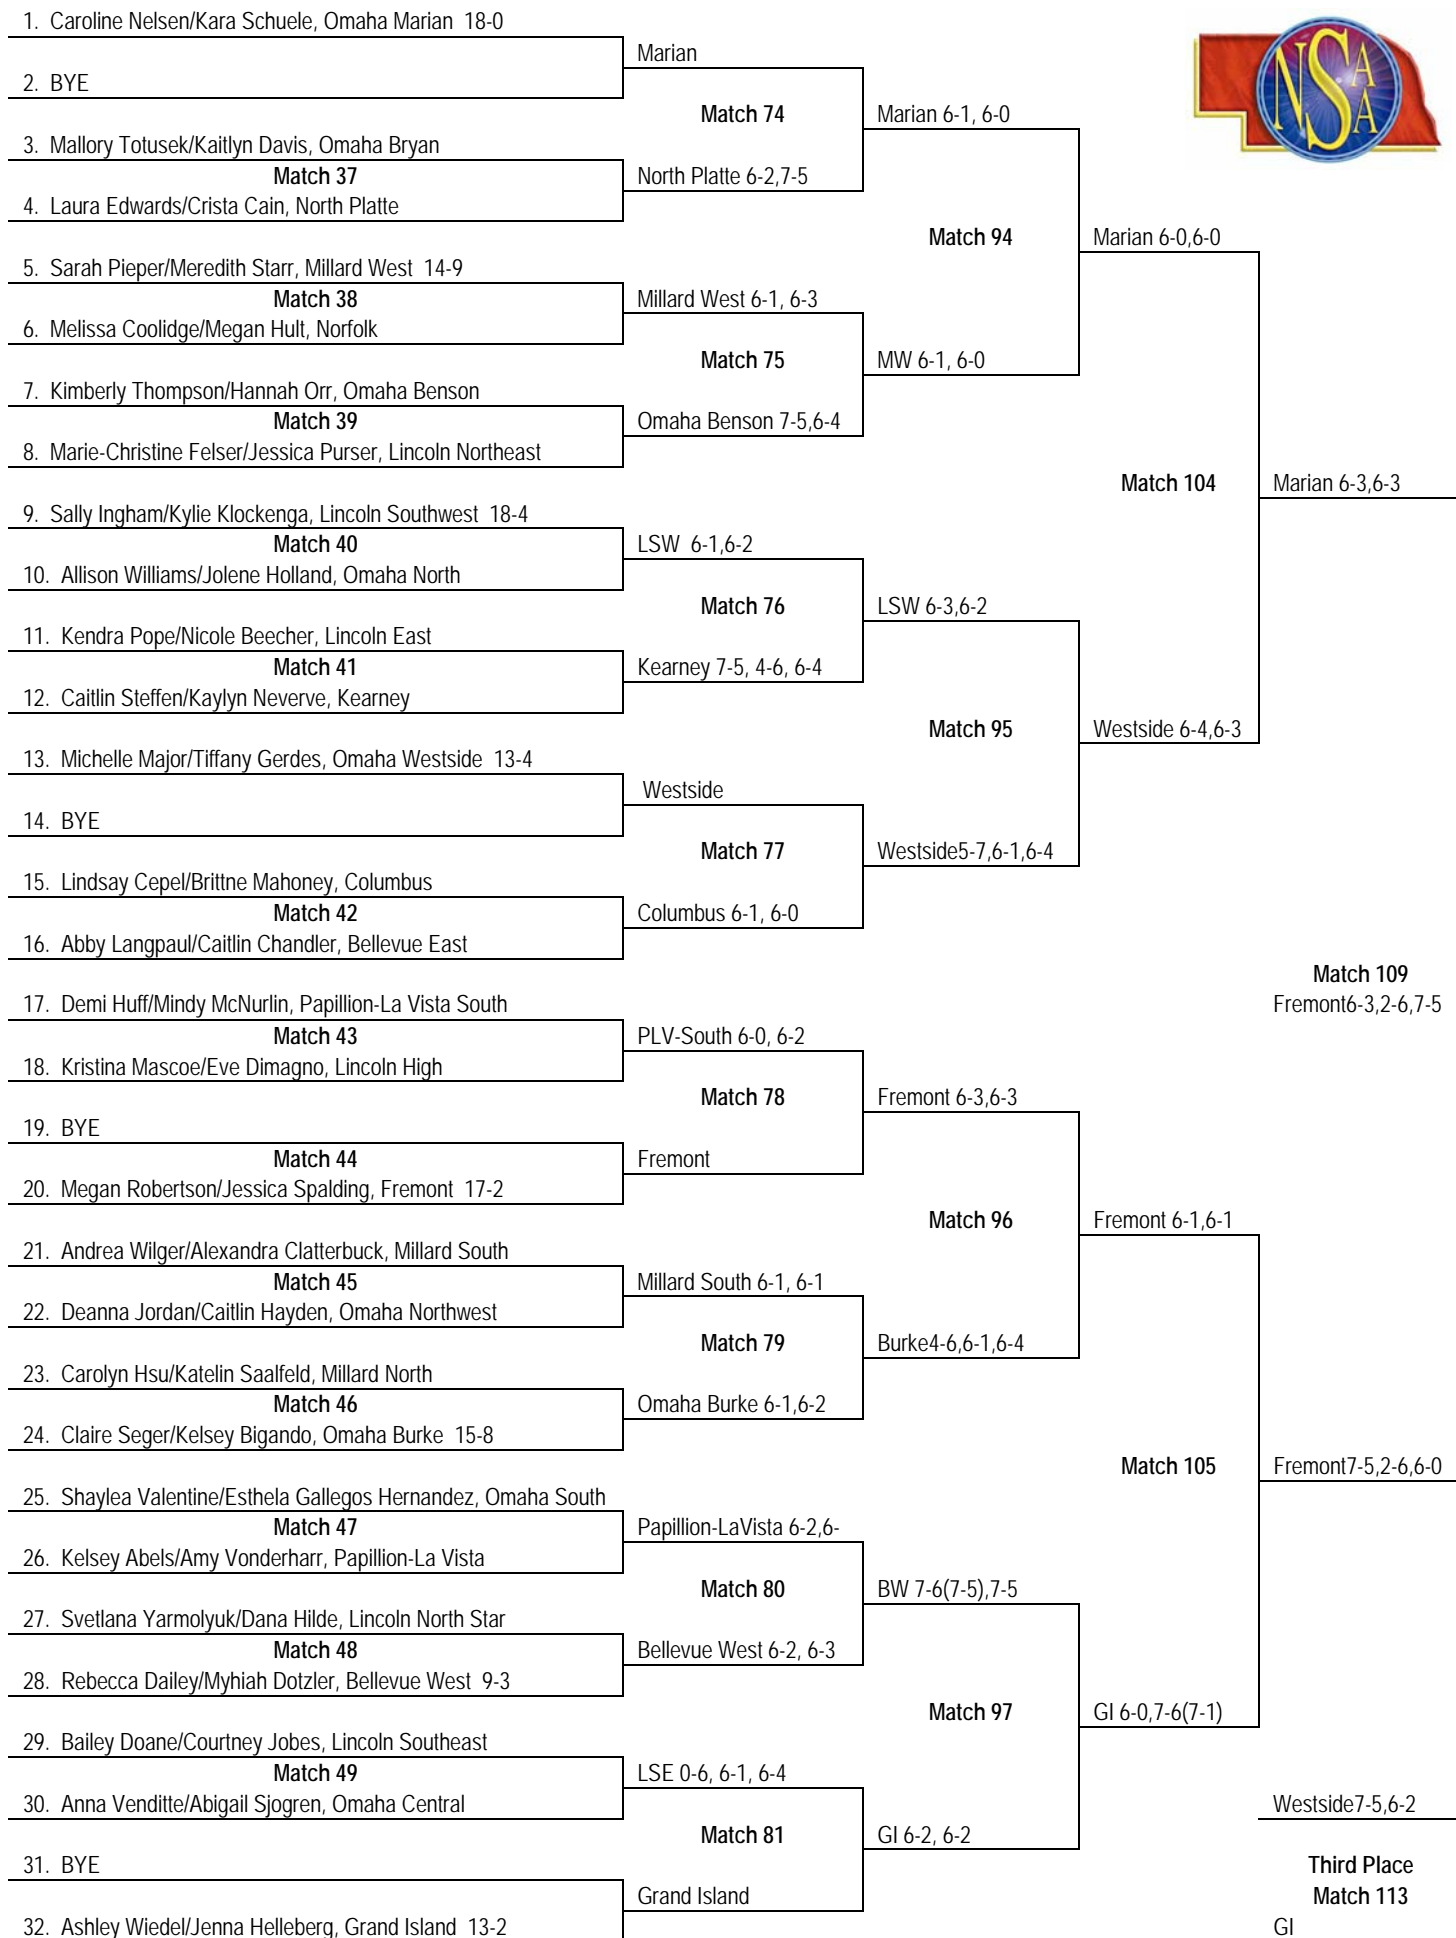 1. Caroline Nelsen/Kara Schuele, Omaha Marian 18-0
Marian
2. BYE
Match 74
Marian 6-1, 6-0
NSAA
3. Mallory Totusek/Kaitlyn Davis, Omaha Bryan
Match 37
North Platte 6-2,7-5
4. Laura Edwards/Crista Cain, North Platte
Match 94
Marian 6-0,6-0
5. Sarah Pieper/Meredith Starr, Millard West 14-9
Match 38
Millard West 6-1, 6-3
6. Melissa Coolidge/Megan Hult, Norfolk
Match 75
MW 6-1, 6-0
7. Kimberly Thompson/Hannah Orr, Omaha Benson
Match 39
Omaha Benson 7-5,6-4
8. Marie-Christine Felser/Jessica Purser, Lincoln Northeast
Match 104
Marian 6-3,6-3
9. Sally Ingham/Kylie Klockenga, Lincoln Southwest 18-4
Match 40
LSW 6-1,6-2
10. Allison Williams/Jolene Holland, Omaha North
Match 76
LSW 6-3,6-2
11. Kendra Pope/Nicole Beecher, Lincoln East
Match 41
Kearney 7-5, 4-6, 6-4
12. Caitlin Steffen/Kaylyn Neverve, Kearney
Match 95
Westside 6-4,6-3
13. Michelle Major/Tiffany Gerdes, Omaha Westside 13-4
Westside
14. BYE
Match 77
Westside5-7,6-1,6-4
15. Lindsay Cepel/Brittne Mahoney, Columbus
Match 42
Columbus 6-1, 6-0
16. Abby Langpaul/Caitlin Chandler, Bellevue East
Match 109
17. Demi Huff/Mindy McNurlin, Papillion-La Vista South
Fremont6-3,2-6,7-5
Match 43
PLV-South 6-0, 6-2
18. Kristina Mascoe/Eve Dimagno, Lincoln High
Match 78
Fremont 6-3,6-3
19. BYE
Match 44
Fremont
20. Megan Robertson/Jessica Spalding, Fremont 17-2
Match 96
Fremont 6-1,6-1
21. Andrea Wilger/Alexandra Clatterbuck, Millard South
Match 45
Millard South 6-1, 6-1
22. Deanna Jordan/Caitlin Hayden, Omaha Northwest
Match 79
Burke4-6,6-1,6-4
23. Carolyn Hsu/Katelin Saalfeld, Millard North
Match 46
Omaha Burke 6-1,6-2
24. Claire Seger/Kelsey Bigando, Omaha Burke 15-8
Match 105
Fremont7-5,2-6,6-0
25. Shaylea Valentine/Esthela Gallegos Hernandez, Omaha South
Match 47
Papillion-LaVista 6-2,6-
26. Kelsey Abels/Amy Vonderharr, Papillion-La Vista
Match 80
BW 7-6(7-5),7-5
27. Svetlana Yarmolyuk/Dana Hilde, Lincoln North Star
Match 48
Bellevue West 6-2, 6-3
28. Rebecca Dailey/Myhiah Dotzler, Bellevue West 9-3
Match 97
GI 6-0,7-6(7-1)
29. Bailey Doane/Courtney Jobes, Lincoln Southeast
Match 49
LSE 0-6, 6-1, 6-4
30. Anna Venditte/Abigail Sjogren, Omaha Central
Westside7-5,6-2
Match 81
GI 6-2, 6-2
31. BYE
Third Place
Grand Island
Match 113
32. Ashley Wiedel/Jenna Helleberg, Grand Island 13-2
GI